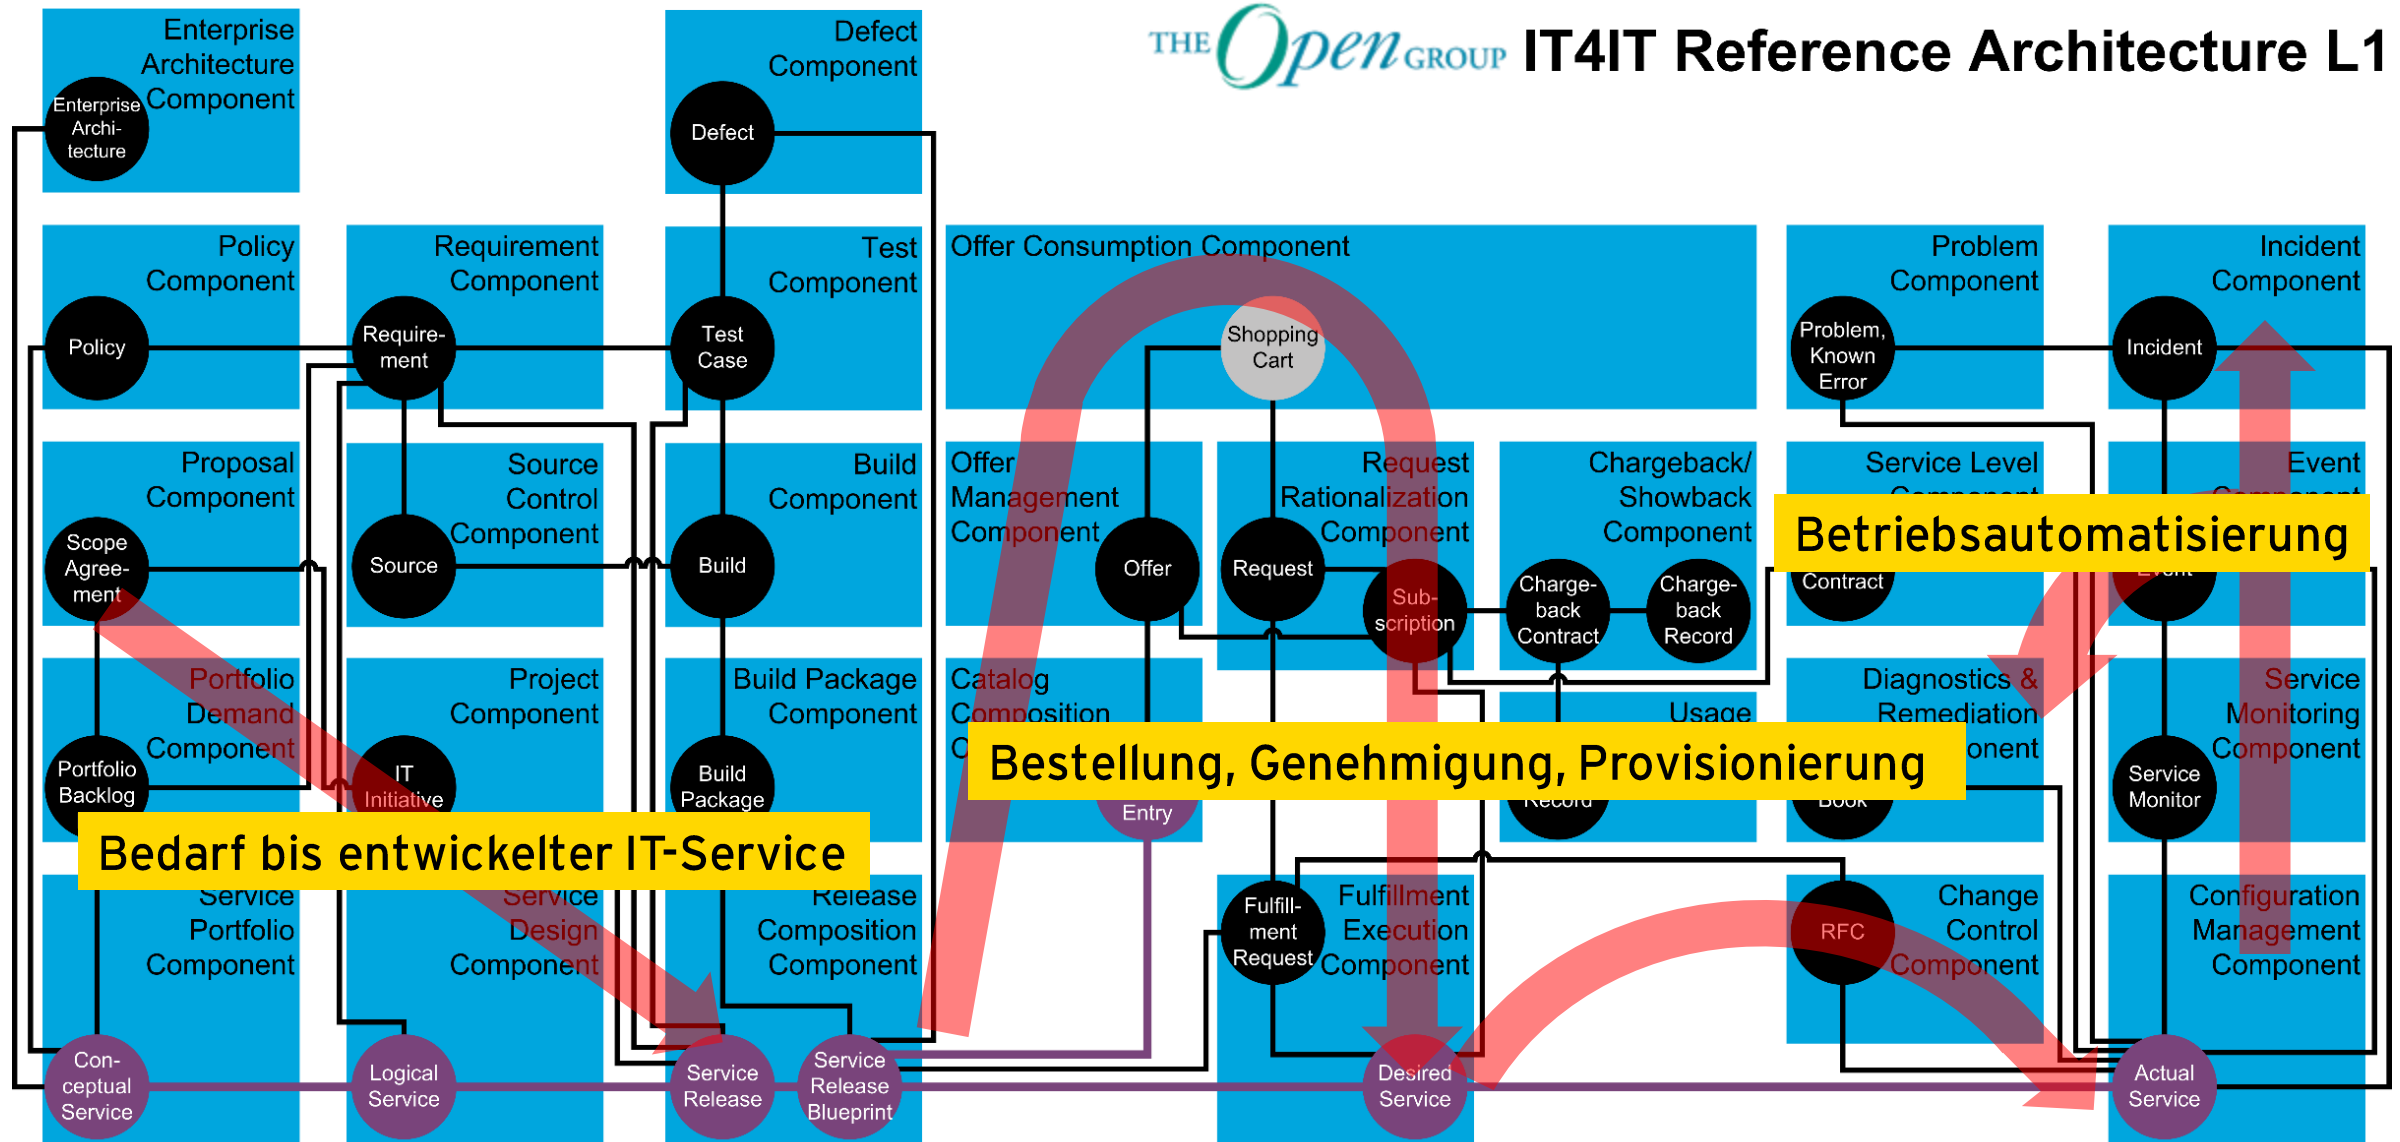 THE Open GROUP IT4IT Reference Architecture L1
Enterprise
Architecture
Component
Enterprise
Archi-
tecture
Defect
Component
Defect
Policy
Component
Policy
Requirement
Component
Require-
ment
Test
Component
Test
Case
Offer Consumption Component
Shopping
Cart
Problem
Component
Problem,
Known
Error
Incident
Component
Incident
Proposal
Component
Scope
Agree-
ment
Source
Control
Component
Source
Build
Component
Build
Offer
Management
Component
Offer
Request
Rationalization
Component
Request
Sub-
scription
Chargeback/
Showback
Component
Charge-
back
Contract
Charge-
back
Record
Service Level
Component
Contract
Event
Component
Event
Betriebsautomatisierung
Portfolio
Demand
Component
Portfolio
Backlog
Project
Component
IT
Initiative
Build Package
Component
Build
Package
Catalog
Composition
Entry
Usage
Record
Diagnostics &
Remediation
Book
Service
Monitoring
Component
Service
Monitor
Bestellung, Genehmigung, Provisionierung
Bedarf bis entwickelter IT-Service
Service
Portfolio
Component
Con-
ceptual
Service
Service
Design
Component
Logical
Service
Release
Composition
Component
Service
Release
Service
Release
Blueprint
Fulfillment
Execution
Component
Fulfill-
ment
Request
Desired
Service
Change
Control
Component
RFC
Configuration
Management
Component
Actual
Service